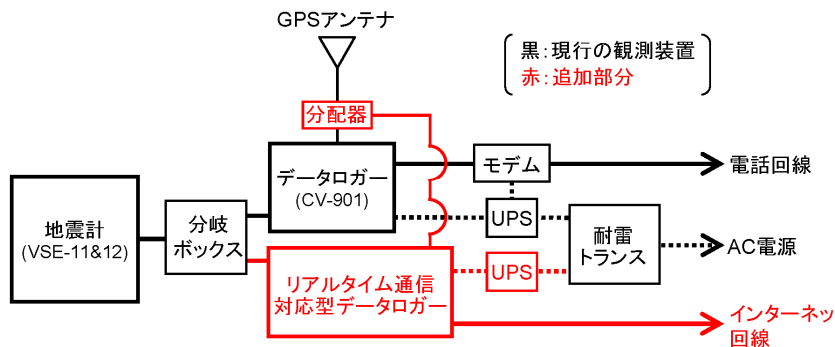 GPSアンテナ
黒：現行の観測装置
赤：追加部分
分配器
データロガー
(CV-901)
モデム
電話回線
地震計
(VSE-11&12)
分岐
ボックス
UPS
耐雷
トランス
AC電源
リアルタイム通信
対応型データロガー
UPS
インターネッ
回線